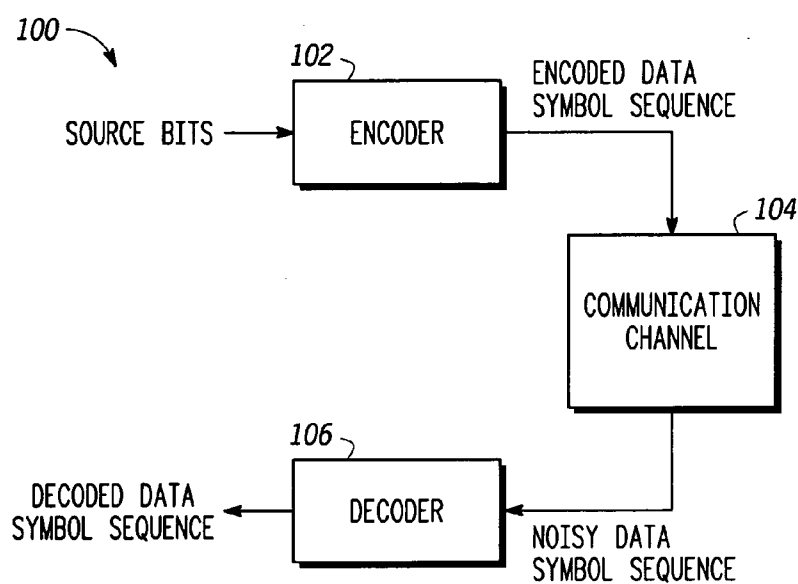 100
102
ENCODED DATA
SYMBOL SEQUENCE
SOURCE BITS
ENCODER
104
COMMUNICATION
CHANNEL
106
DECODED DATA
SYMBOL SEQUENCE
DECODER
NOISY DATA
SYMBOL SEQUENCE